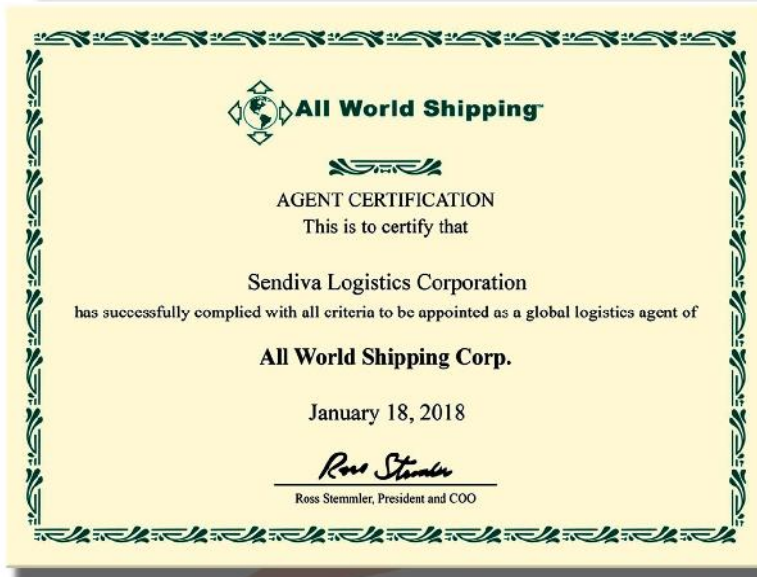 All World Shipping™
AGENT CERTIFICATION
This is to certify that
Sendiva Logistics Corporation
has successfully complied with all criteria to be appointed as a global logistics agent of
All World Shipping Corp.
January 18, 2018
Ross Stemmler
Ross Stemmler, President and COO